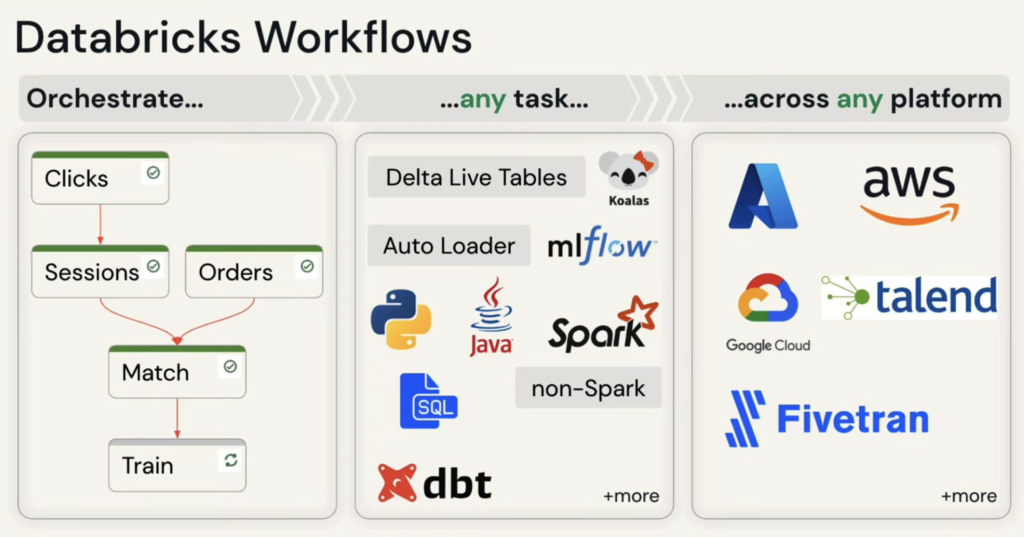 Databricks Workflows
Orchestrate...
...any task...
...across any platform
Clicks
Sessions
Orders
Match
Train
Delta Live Tables
Koalas
Auto Loader
mlflow™
Java
Spark
SQL
non-Spark
dbt
+more
aws
Google Cloud
talend
Fivetran
+more